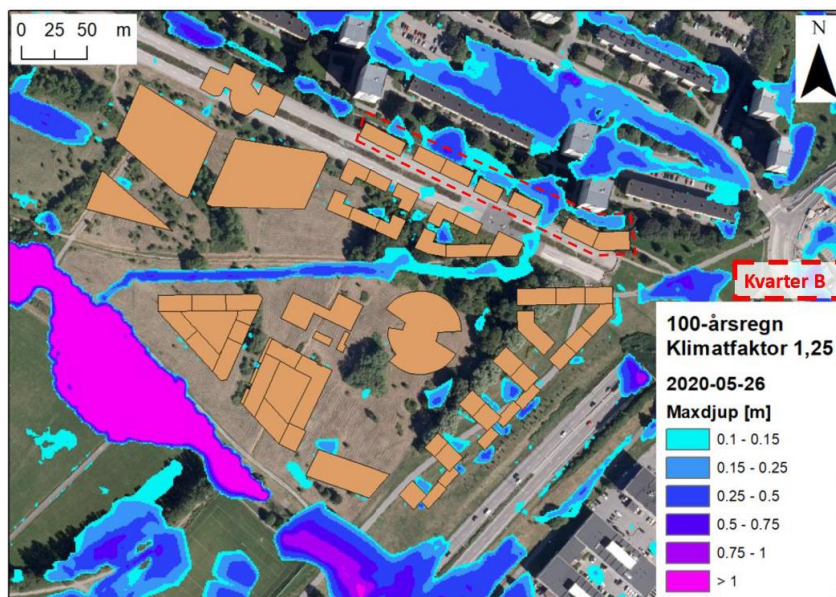 0 25 50 m
N
Kvarter B
100-årsregn
Klimatfaktor 1,25
2020-05-26
Maxdjup [m]
0.1 - 0.15
0.15 - 0.25
0.25 - 0.5
0.5 - 0.75
0.75 - 1
> 1